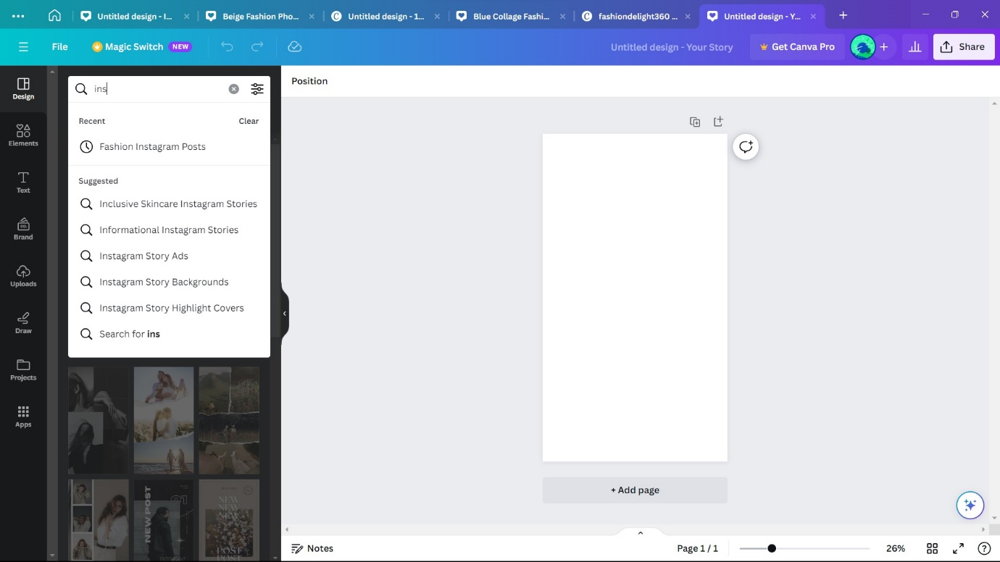 Untitled design - I...
Beige Fashion Pho...
Untitled design - 1...
Blue Collage Fashi...
fashiondelight360 ...
Untitled design - Y...
File
Magic Switch NEW
Untitled design - Your Story
Get Canva Pro
Share
Design
Elements
Text
Brand
Uploads
Draw
Projects
Apps
ins
Recent
Clear
Fashion Instagram Posts
Suggested
Inclusive Skincare Instagram Stories
Informational Instagram Stories
Instagram Story Ads
Instagram Story Backgrounds
Instagram Story Highlight Covers
Search for ins
NEW POST
01
NEW
NEW
NEW
POST
POST
Position
+ Add page
Notes
Page 1 / 1
26%